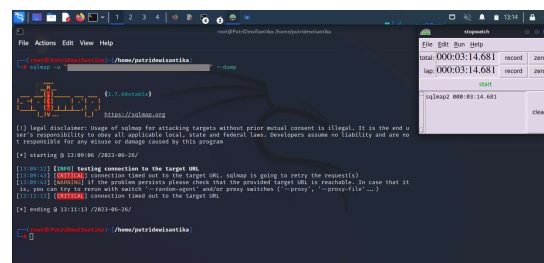 1 2 3 4
13:14
root@PutriDewiSantika: /home/putridewisantika
File Actions Edit View Help
(root@PutriDewiSantika)-[/home/putridewisantika]
# sqlmap -u " " --dump
{1.7.6#stable}
https://sqlmap.org
[!] legal disclaimer: Usage of sqlmap for attacking targets without prior mutual consent is illegal. It is the end u
ser's responsibility to obey all applicable local, state and federal laws. Developers assume no liability and are no
t responsible for any misuse or damage caused by this program
[*] starting @ 13:09:06 /2023-06-26/
[13:09:12] [INFO] testing connection to the target URL
[13:09:43] [CRITICAL] connection timed out to the target URL. sqlmap is going to retry the request(s)
[13:09:43] [WARNING] if the problem persists please check that the provided target URL is reachable. In case that it
is, you can try to rerun with switch '--random-agent' and/or proxy switches ('--proxy', '--proxy-file'...)
[13:11:13] [CRITICAL] connection timed out to the target URL
[*] ending @ 13:11:13 /2023-06-26/
(root@PutriDewiSantika)-[/home/putridewisantika]
#
stopwatch
File Edit Run Help
total: 000:03:14.681 record zero
lap: 000:03:14.681 record zero
start
sqlmap2 000:03:14.681
clea